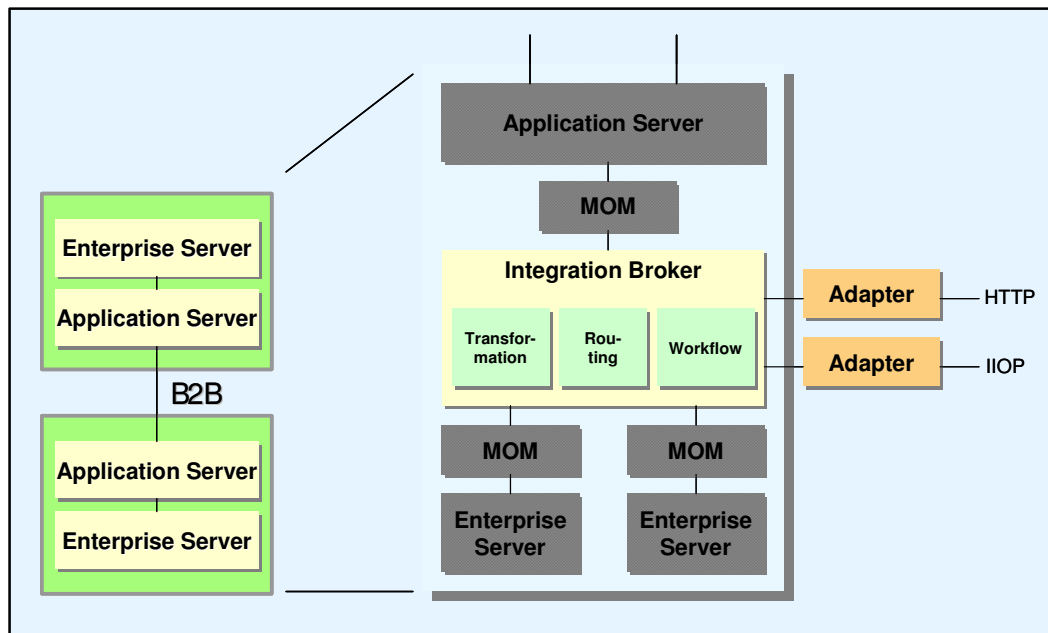 Enterprise Server
Application Server
B2B
Application Server
Enterprise Server
Application Server
MOM
Integration Broker
Transfor-
mation
Rou-
ting
Workflow
Adapter
HTTP
Adapter
IIOP
MOM
MOM
Enterprise
Server
Enterprise
Server